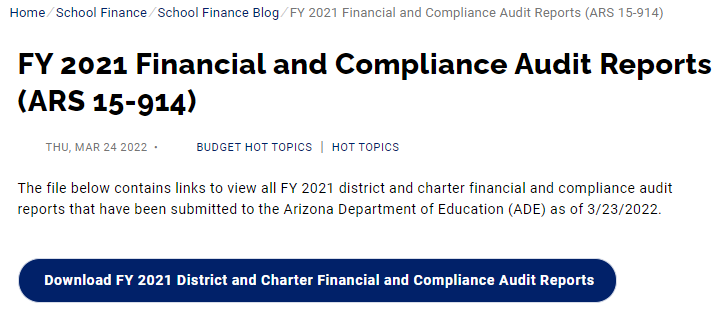 Home / School Finance / School Finance Blog / FY 2021 Financial and Compliance Audit Reports (ARS 15-914)
FY 2021 Financial and Compliance Audit Reports
(ARS 15-914)
THU, MAR 24 2022 • BUDGET HOT TOPICS | HOT TOPICS
The file below contains links to view all FY 2021 district and charter financial and compliance audit
reports that have been submitted to the Arizona Department of Education (ADE) as of 3/23/2022.
Download FY 2021 District and Charter Financial and Compliance Audit Reports